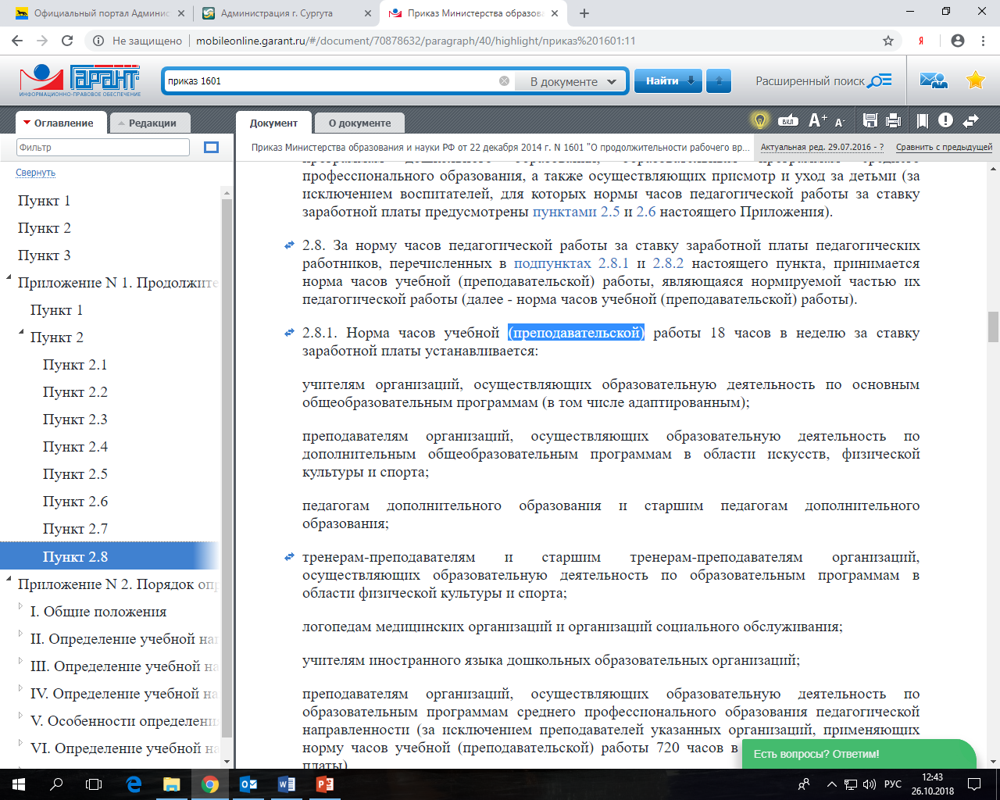 Официальный портал Админис
Администрация г. Сургута
Приказ Министерства образова
Не защищено
mobileonline.garant.ru/#/document/70878632/paragraph/40/highlight/приказ%201601:11
Я
ГАРАНТ
ИНФОРМАЦИОННО-ПРАВОВОЕ ОБЕСПЕЧЕНИЕ
приказ 1601
В документе
Найти
Расширенный поиск
Оглавление
Редакции
Документ
О документе
вкл
A+
A-
Фильтр
Приказ Министерства образования и науки РФ от 22 декабря 2014 г. N 1601 "О продолжительности рабочего вр...
Актуальная ред. 29.07.2016 - ?
Сравнить с предыдущей
Свернуть
Пункт 1
Пункт 2
Пункт 3
Приложение N 1. Продолжите
Пункт 1
Пункт 2
Пункт 2.1
Пункт 2.2
Пункт 2.3
Пункт 2.4
Пункт 2.5
Пункт 2.6
Пункт 2.7
Пункт 2.8
Приложение N 2. Порядок опр
I. Общие положения
II. Определение учебной наг
III. Определение учебной на
IV. Определение учебной на
V. Особенности определени
VI. Определение учебной на
программам дошкольного образования, образовательным программам среднего
профессионального образования, а также осуществляющих присмотр и уход за детьми (за
исключением воспитателей, для которых нормы часов педагогической работы за ставку
заработной платы предусмотрены пунктами 2.5 и 2.6 настоящего Приложения).
2.8. За норму часов педагогической работы за ставку заработной платы педагогических
работников, перечисленных в подпунктах 2.8.1 и 2.8.2 настоящего пункта, принимается
норма часов учебной (преподавательской) работы, являющаяся нормируемой частью их
педагогической работы (далее - норма часов учебной (преподавательской) работы).
2.8.1. Норма часов учебной (преподавательской) работы 18 часов в неделю за ставку
заработной платы устанавливается:
учителям организаций, осуществляющих образовательную деятельность по основным
общеобразовательным программам (в том числе адаптированным);
преподавателям организаций, осуществляющих образовательную деятельность по
дополнительным общеобразовательным программам в области искусств, физической
культуры и спорта;
педагогам дополнительного образования и старшим педагогам дополнительного
образования;
тренерам-преподавателям и старшим тренерам-преподавателям организаций,
осуществляющих образовательную деятельность по образовательным программам в
области физической культуры и спорта;
логопедам медицинских организаций и организаций социального обслуживания;
учителям иностранного языка дошкольных образовательных организаций;
преподавателям организаций, осуществляющих образовательную деятельность по
образовательным программам среднего профессионального образования педагогической
направленности (за исключением преподавателей указанных организаций, применяющих
норму часов учебной (преподавательской) работы 720 часов в
платы)
Есть вопросы? Ответим!
РУС
12:43
26.10.2018